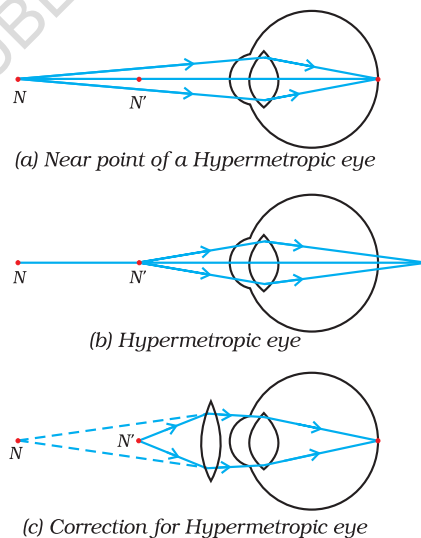 N
N'
(a) Near point of a Hypermetropic eye
N
N'
(b) Hypermetropic eye
N
N'
(c) Correction for Hypermetropic eye